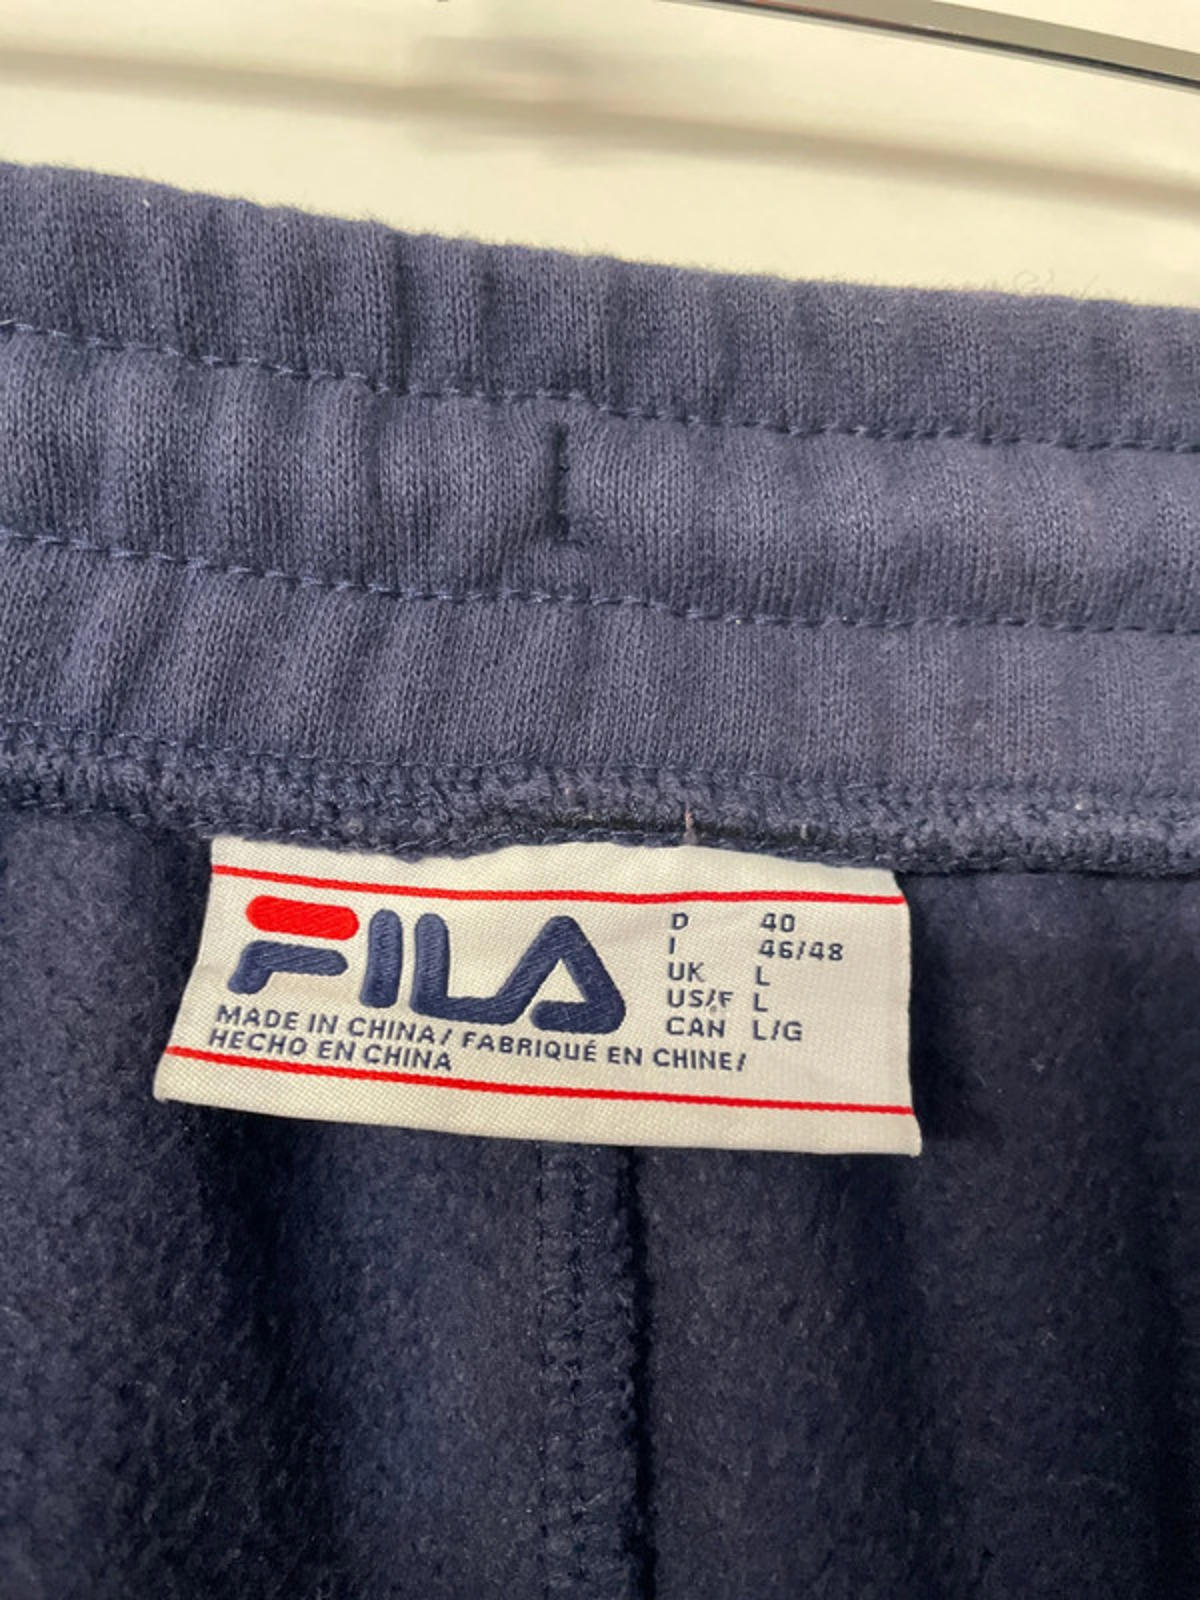 FILA
D 40
I 46/48
UK L
US/F L
CAN L/G
MADE IN CHINA/ FABRIQUÉ EN CHINE/
HECHO EN CHINA